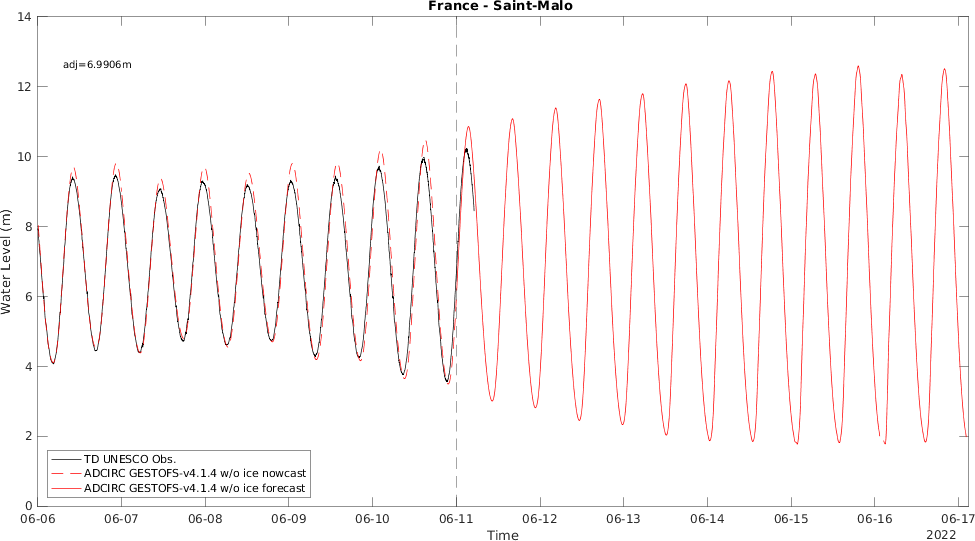 France - Saint-Malo
14
12
10
8
6
4
2
0
Water Level (m)
adj=6.9906m
TD UNESCO Obs.
ADCIRC GESTOFS-v4.1.4 w/o ice nowcast
ADCIRC GESTOFS-v4.1.4 w/o ice forecast
06-06 06-07 06-08 06-09 06-10 06-11 06-12 06-13 06-14 06-15 06-16 06-17
Time
2022